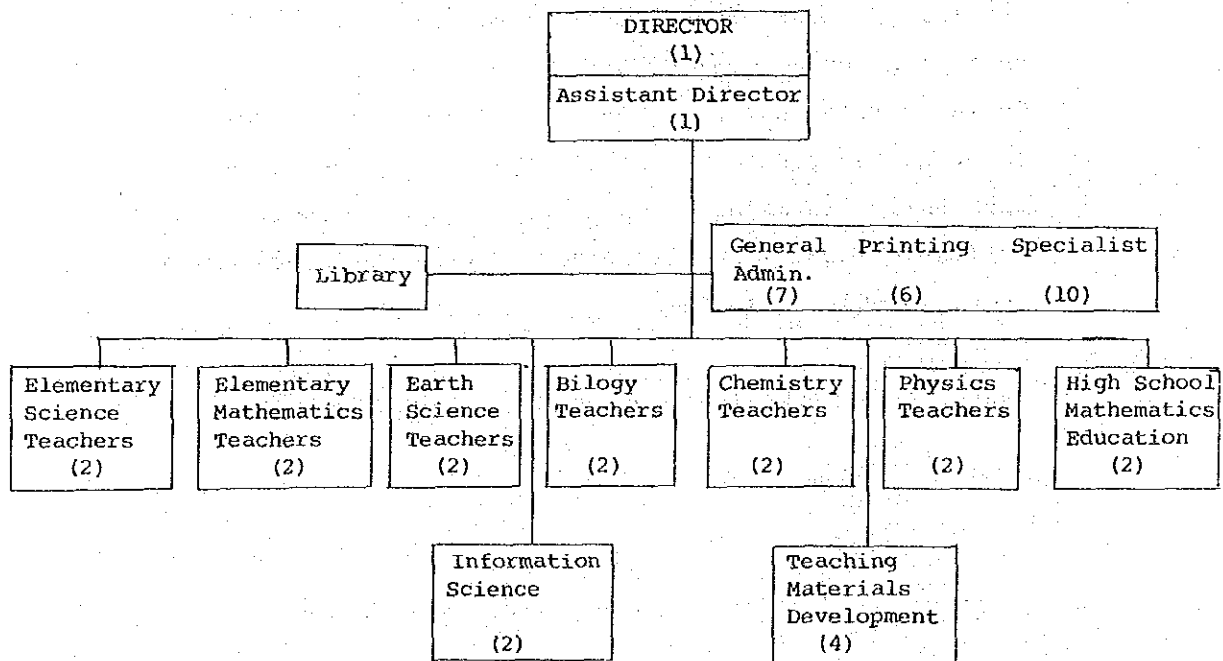 DIRECTOR
(1)
Assistant Director
(1)
Library
General Printing Specialist
Admin.
(7) (6) (10)
Elementary
Science
Teachers
(2)
Elementary
Mathematics
Teachers
(2)
Earth
Science
Teachers
(2)
Bilogy
Teachers
(2)
Chemistry
Teachers
(2)
Physics
Teachers
(2)
High School
Mathematics
Education
(2)
Information
Science
(2)
Teaching
Materials
Development
(4)